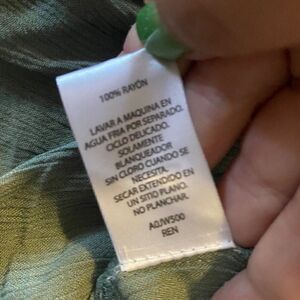 100% RAYÓN
LAVAR A MAQUINA EN
AGUA FRIA POR SEPARADO.
CICLO DELICADO.
SOLAMENTE
BLANQUEADOR
SIN CLORO CUANDO SE
NECESITA.
SECAR EXTENDIDO EN
UN SITIO PLANO.
NO PLANCHAR.
AOJW500
REN